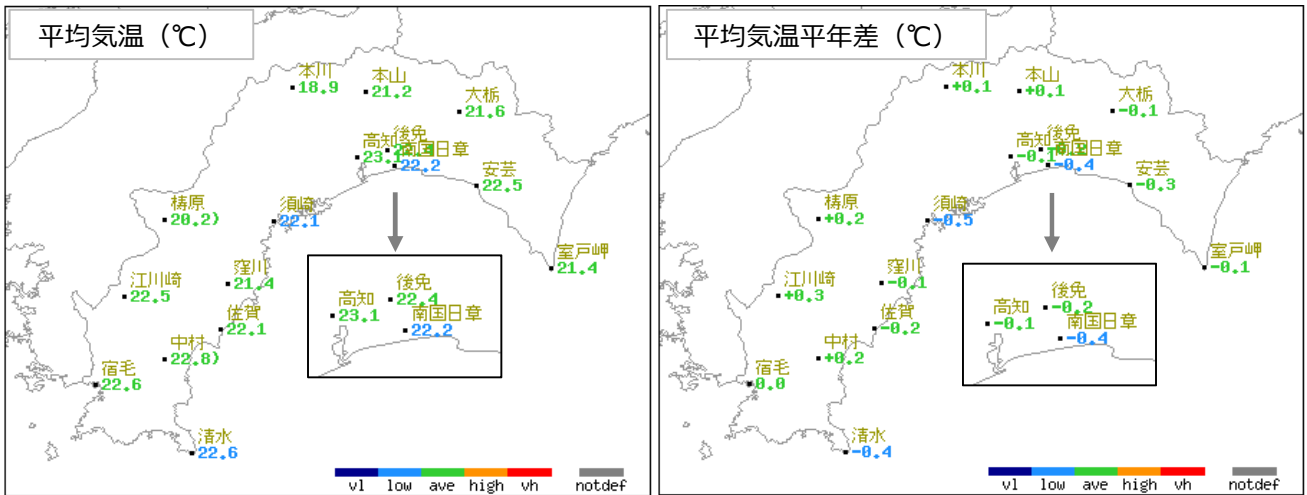 平均気温（℃）
本川
18.9
本山
21.2
大栃
21.6
高知
23.1
後免
南国日章
22.2
安芸
22.5
梼原
20.2)
須崎
22.1
室戸岬
21.4
江川崎
22.5
窪川
21.4
佐賀
22.1
中村
22.8)
宿毛
22.6
清水
22.6
後免
22.4
高知
23.1
南国日章
22.2
vl low ave high vh notdef
平均気温平年差（℃）
本川
+0.1
本山
+0.1
大栃
-0.1
高知
-0.1
後免
南国日章
-0.4
安芸
-0.3
梼原
+0.2
須崎
-0.5
室戸岬
-0.1
江川崎
+0.3
窪川
-0.1
佐賀
-0.2
中村
+0.2
宿毛
0.0
清水
-0.4
後免
-0.2
高知
-0.1
南国日章
-0.4
vl low ave high vh notdef